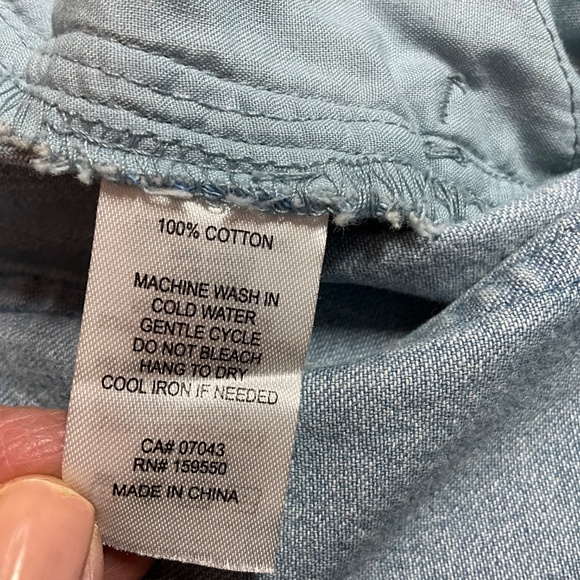 100% COTTON
MACHINE WASH IN
COLD WATER
GENTLE CYCLE
DO NOT BLEACH
HANG TO DRY
COOL IRON IF NEEDED
CA# 07043
RN# 159550
MADE IN CHINA